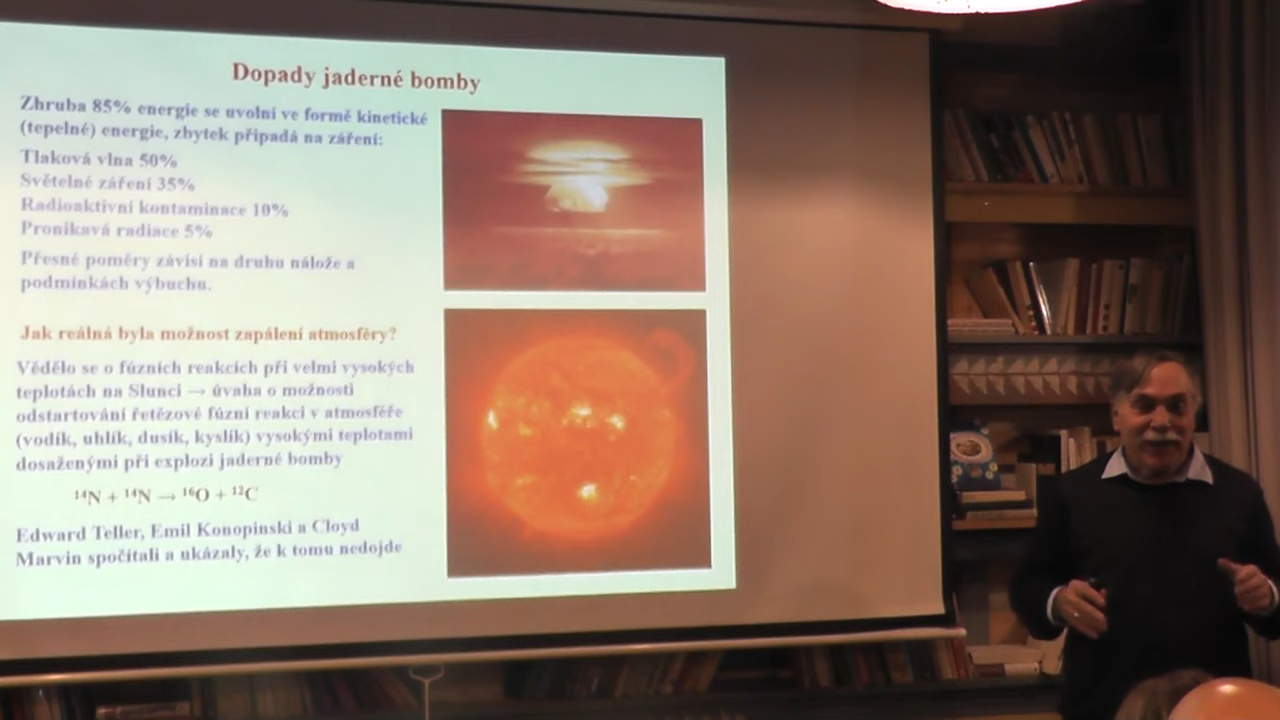 Dopady jaderné bomby
Zhruba 85% energie se uvolní ve formě kinetické
(tepelné) energie, zbytek připadá na záření:
Tlaková vlna 50%
Světelné záření 35%
Radioaktivní kontaminace 10%
Pronikavá radiace 5%
Přesné poměry závisí na druhu nálože a
podmínkách výbuchu.
Jak reálná byla možnost zapálení atmosféry?
Vědělo se o fúzních reakcích při velmi vysokých
teplotách na Slunci → úvaha o možnosti
odstartování řetězové fúzní reakci v atmosféře
(vodík, uhlík, dusík, kyslík) vysokými teplotami
dosaženými při explozi jaderné bomby
¹⁴N + ¹⁴N → ¹⁶O + ¹²C
Edward Teller, Emil Konopinski a Cloyd
Marvin spočítali a ukázaly, že k tomu nedojde